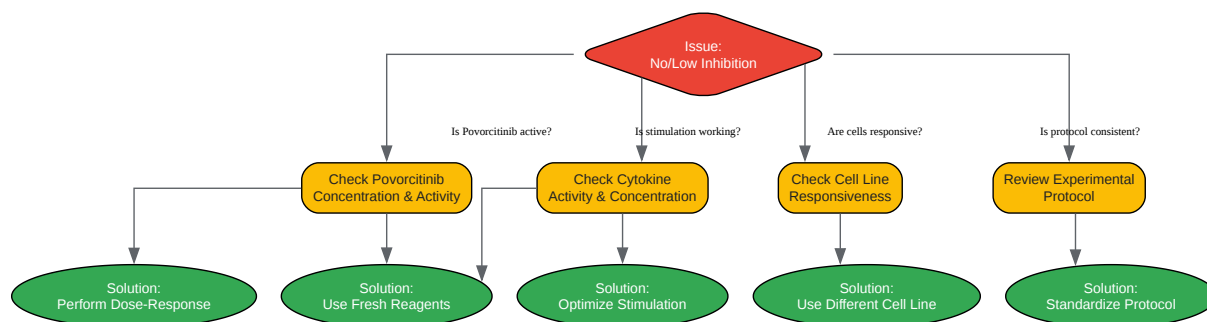 Issue:
No/Low Inhibition
Is Povorcitinib active?
Is stimulation working?
Are cells responsive?
Is protocol consistent?
Check Povorcitinib
Concentration & Activity
Check Cytokine
Activity & Concentration
Check Cell Line
Responsiveness
Review Experimental
Protocol
Solution:
Perform Dose-Response
Solution:
Use Fresh Reagents
Solution:
Optimize Stimulation
Solution:
Use Different Cell Line
Solution:
Standardize Protocol